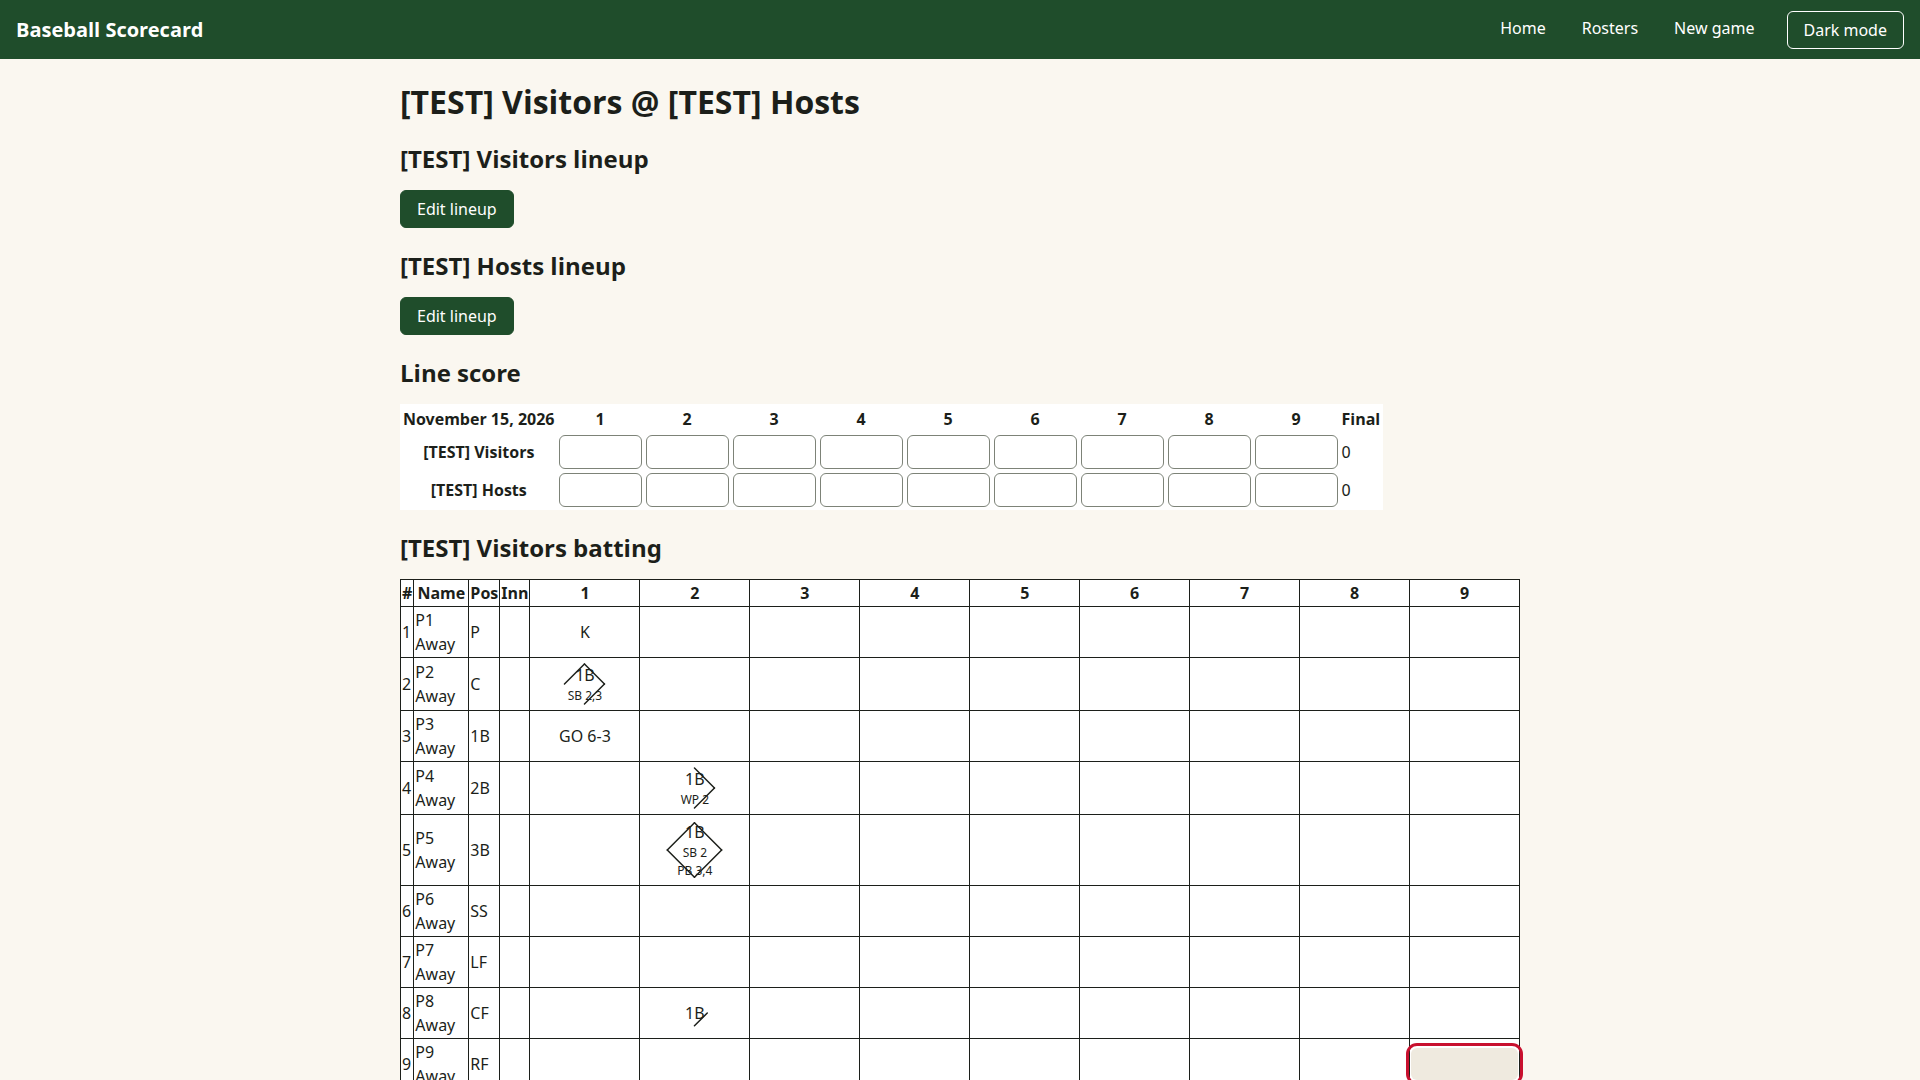 Baseball Scorecard
Home Rosters New game Dark mode
[TEST] Visitors @ [TEST] Hosts
[TEST] Visitors lineup
Edit lineup
[TEST] Hosts lineup
Edit lineup
Line score
November 15, 2026 1 2 3 4 5 6 7 8 9 Final
[TEST] Visitors 0
[TEST] Hosts 0
[TEST] Visitors batting
# Name Pos Inn 1 2 3 4 5 6 7 8 9
1 P1 Away P K
2 P2 Away C 1B
SB 2,3
3 P3 Away 1B GO 6-3
4 P4 Away 2B 1B
WP 2
5 P5 Away 3B 1B
SB 2
PB 3,4
6 P6 Away SS
7 P7 Away LF
8 P8 Away CF 1B
9 P9 Away RF